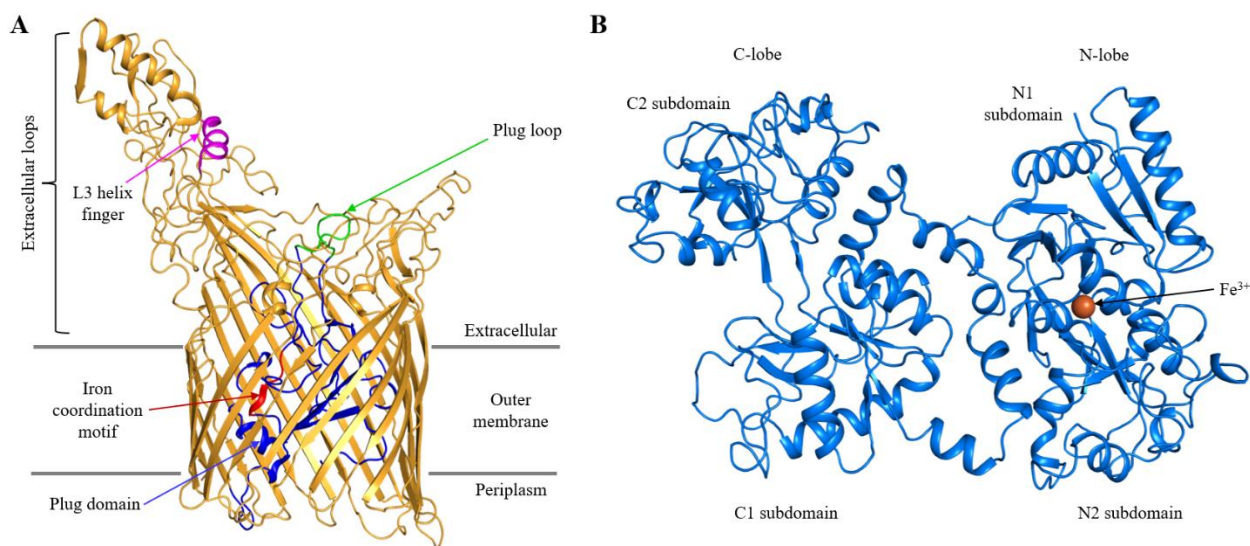 A
Extracellular loops
L3 helix
finger
Plug loop
Extracellular
Iron
coordination
motif
Outer
membrane
Plug domain
Periplasm
B
C-lobe
N-lobe
C2 subdomain
N1
subdomain
Fe³⁺
C1 subdomain
N2 subdomain